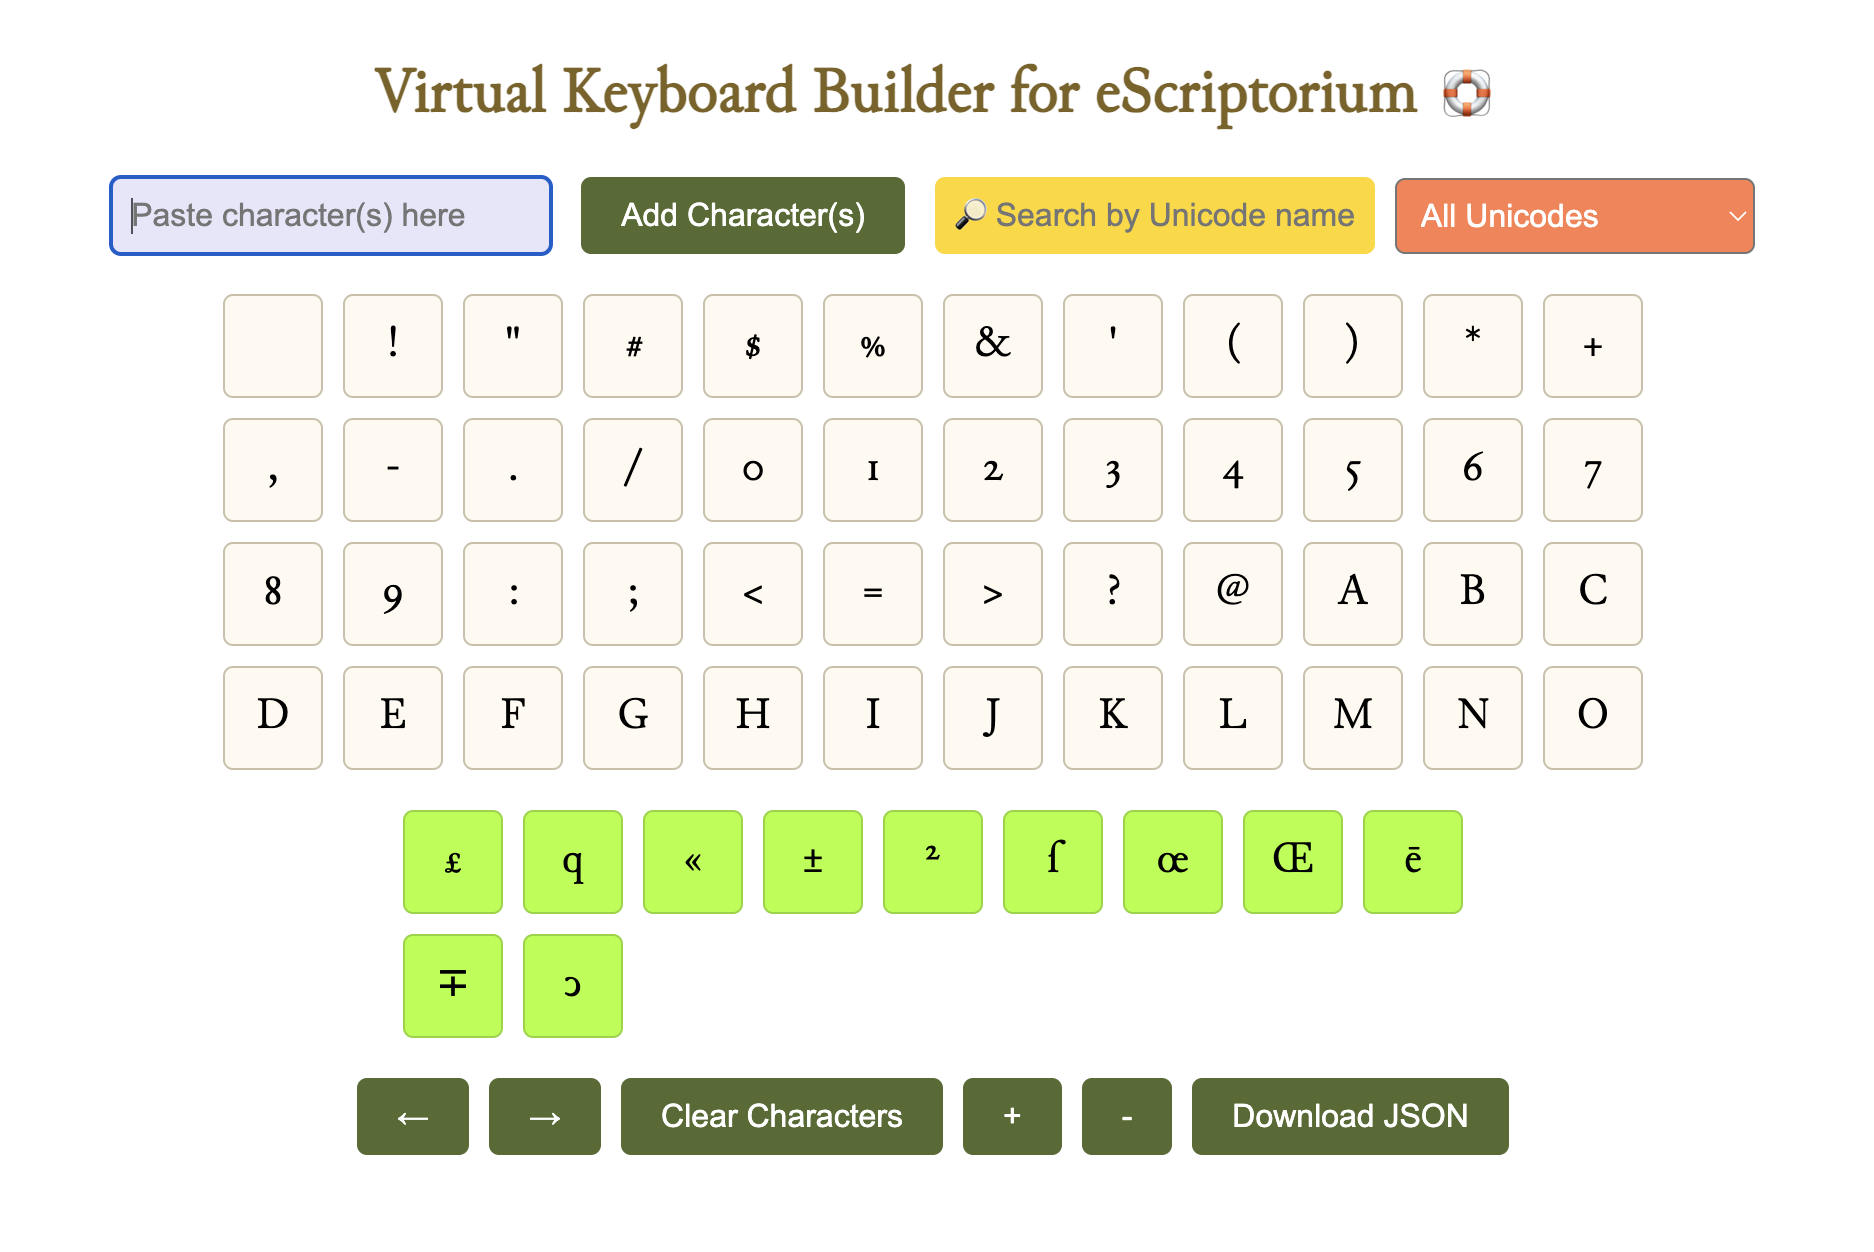 Virtual Keyboard Builder for eScriptorium
Paste character(s) here Add Character(s) Search by Unicode name All Unicodes
! " # $ % & ' ( ) * +
, - . / 0 1 2 3 4 5 6 7
8 9 : ; < = > ? @ A B C
D E F G H I J K L M N O
£ q « ± ² ſ œ Œ ē
∓ ɔ
← → Clear Characters + - Download JSON